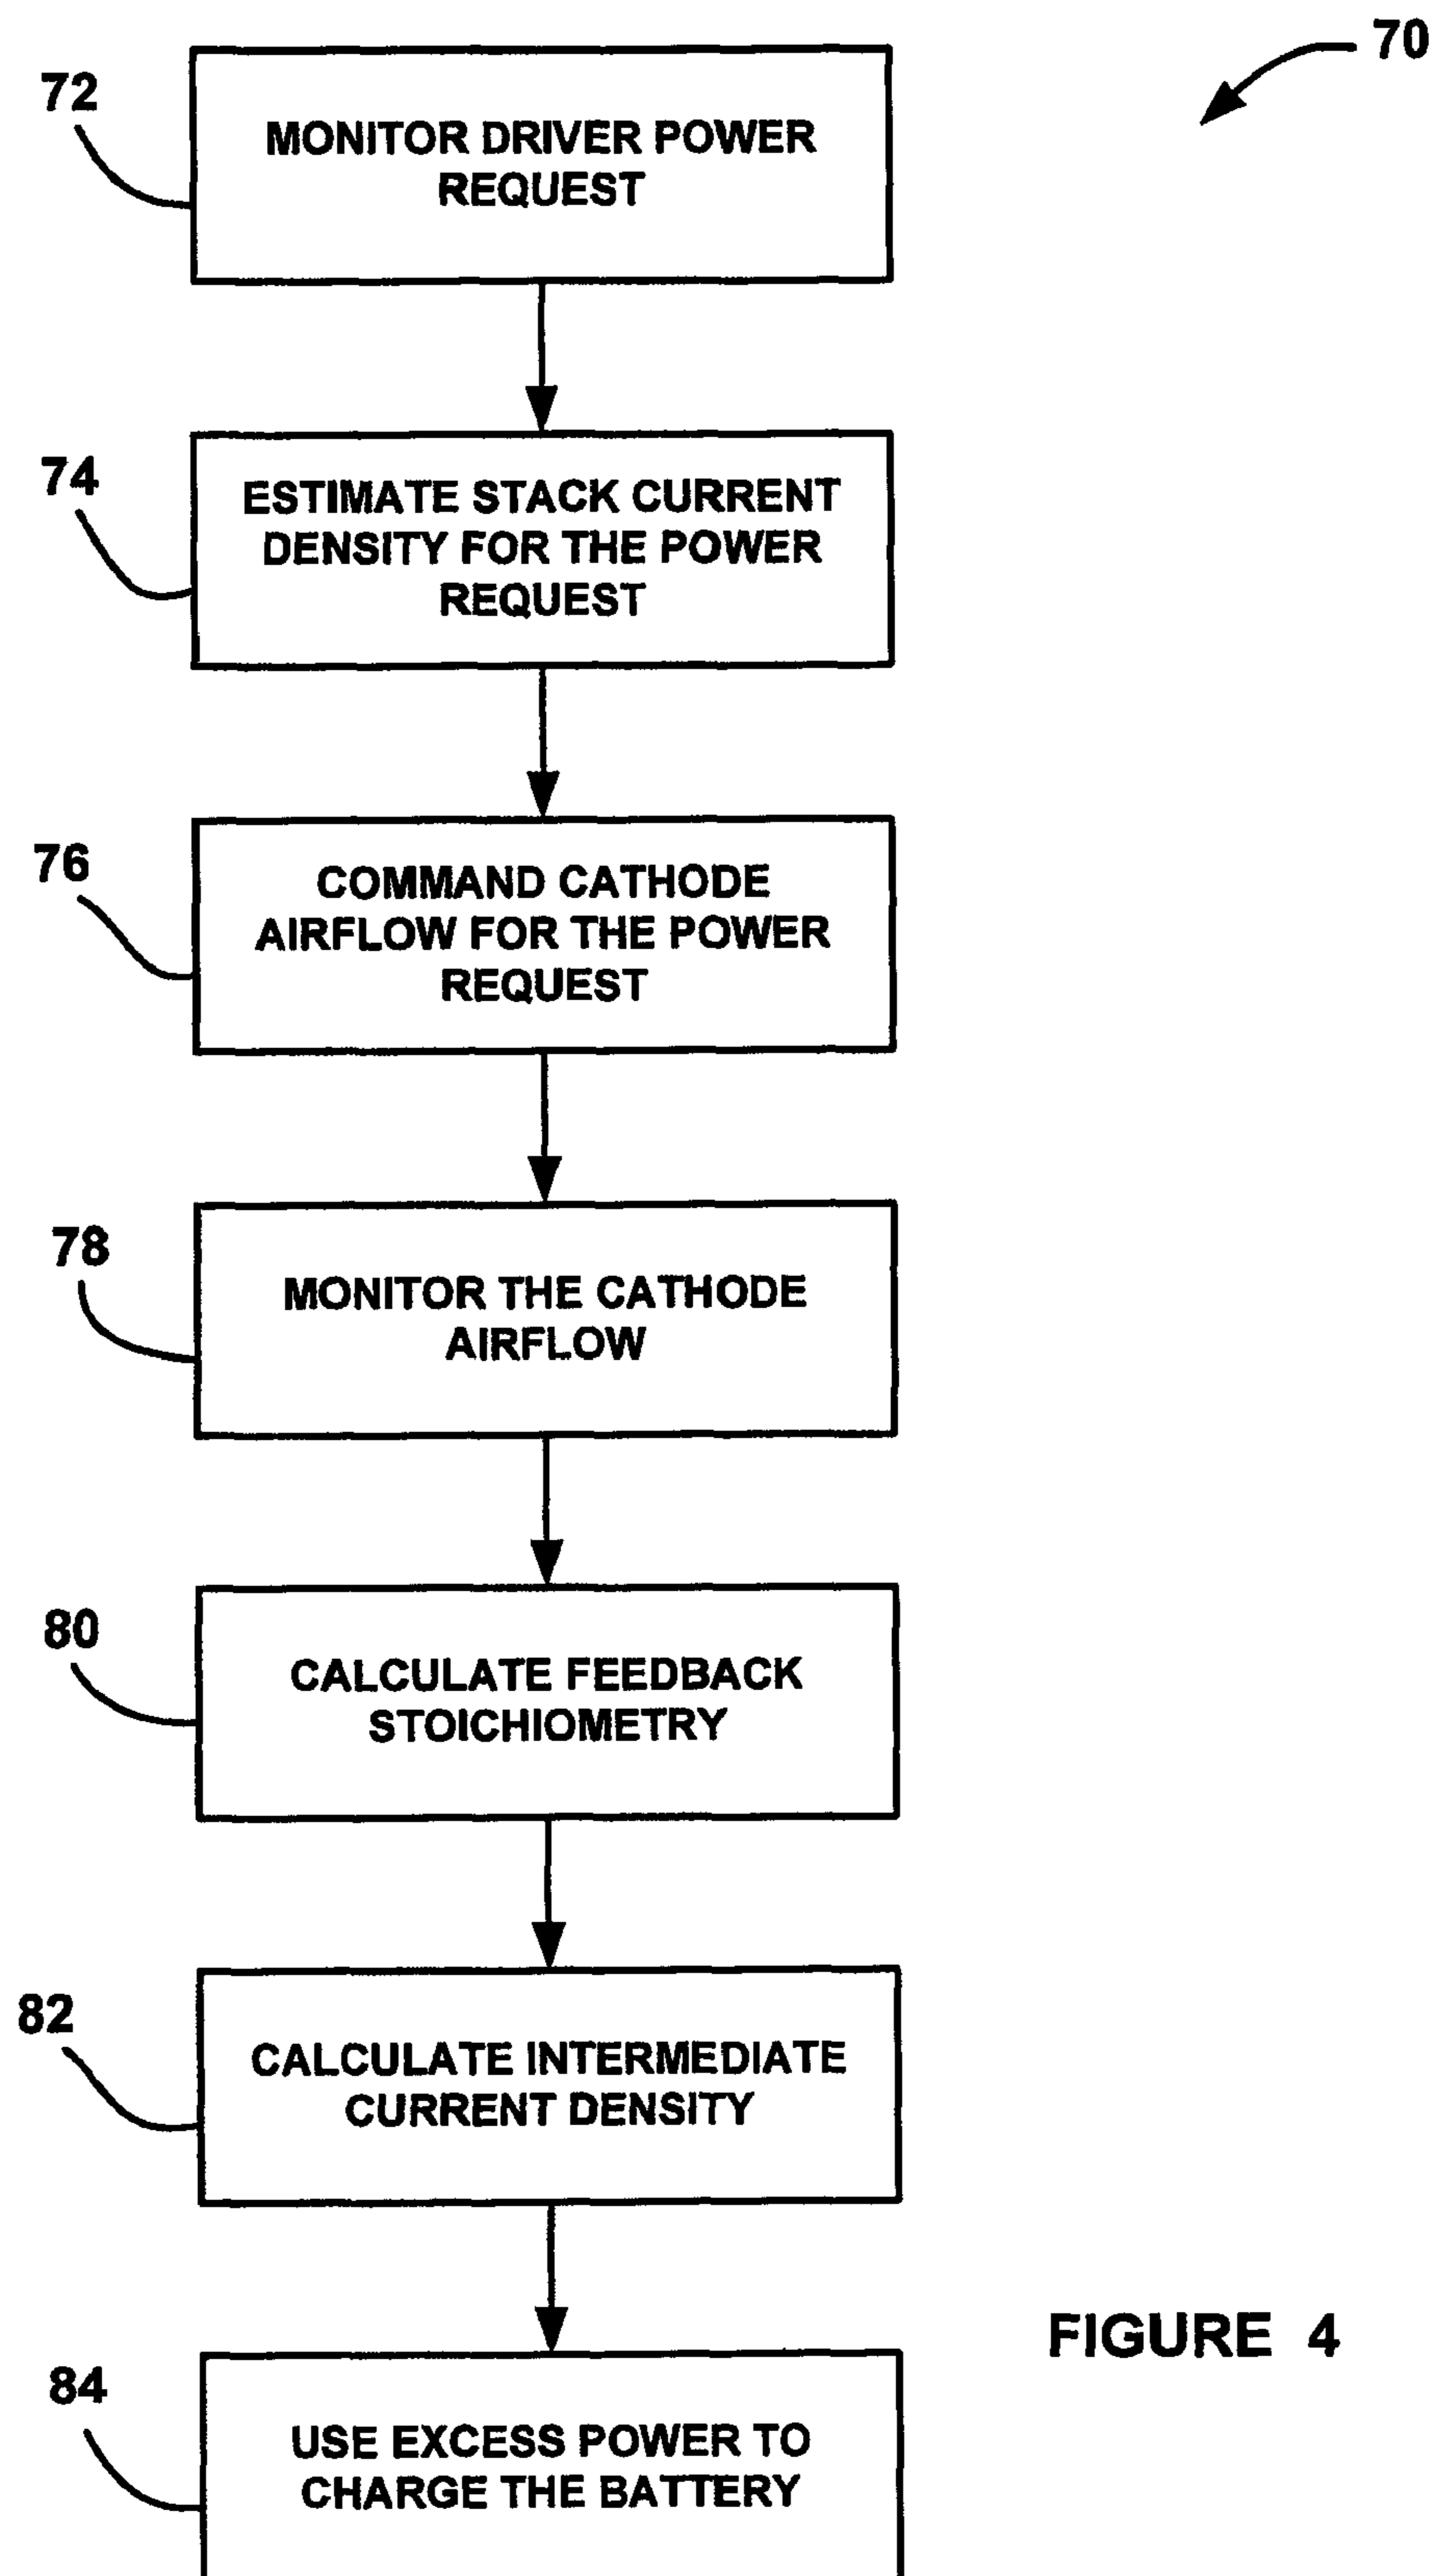 70
72
MONITOR DRIVER POWER
REQUEST
74
ESTIMATE STACK CURRENT
DENSITY FOR THE POWER
REQUEST
76
COMMAND CATHODE
AIRFLOW FOR THE POWER
REQUEST
78
MONITOR THE CATHODE
AIRFLOW
80
CALCULATE FEEDBACK
STOICHIOMETRY
82
CALCULATE INTERMEDIATE
CURRENT DENSITY
FIGURE 4
84
USE EXCESS POWER TO
CHARGE THE BATTERY